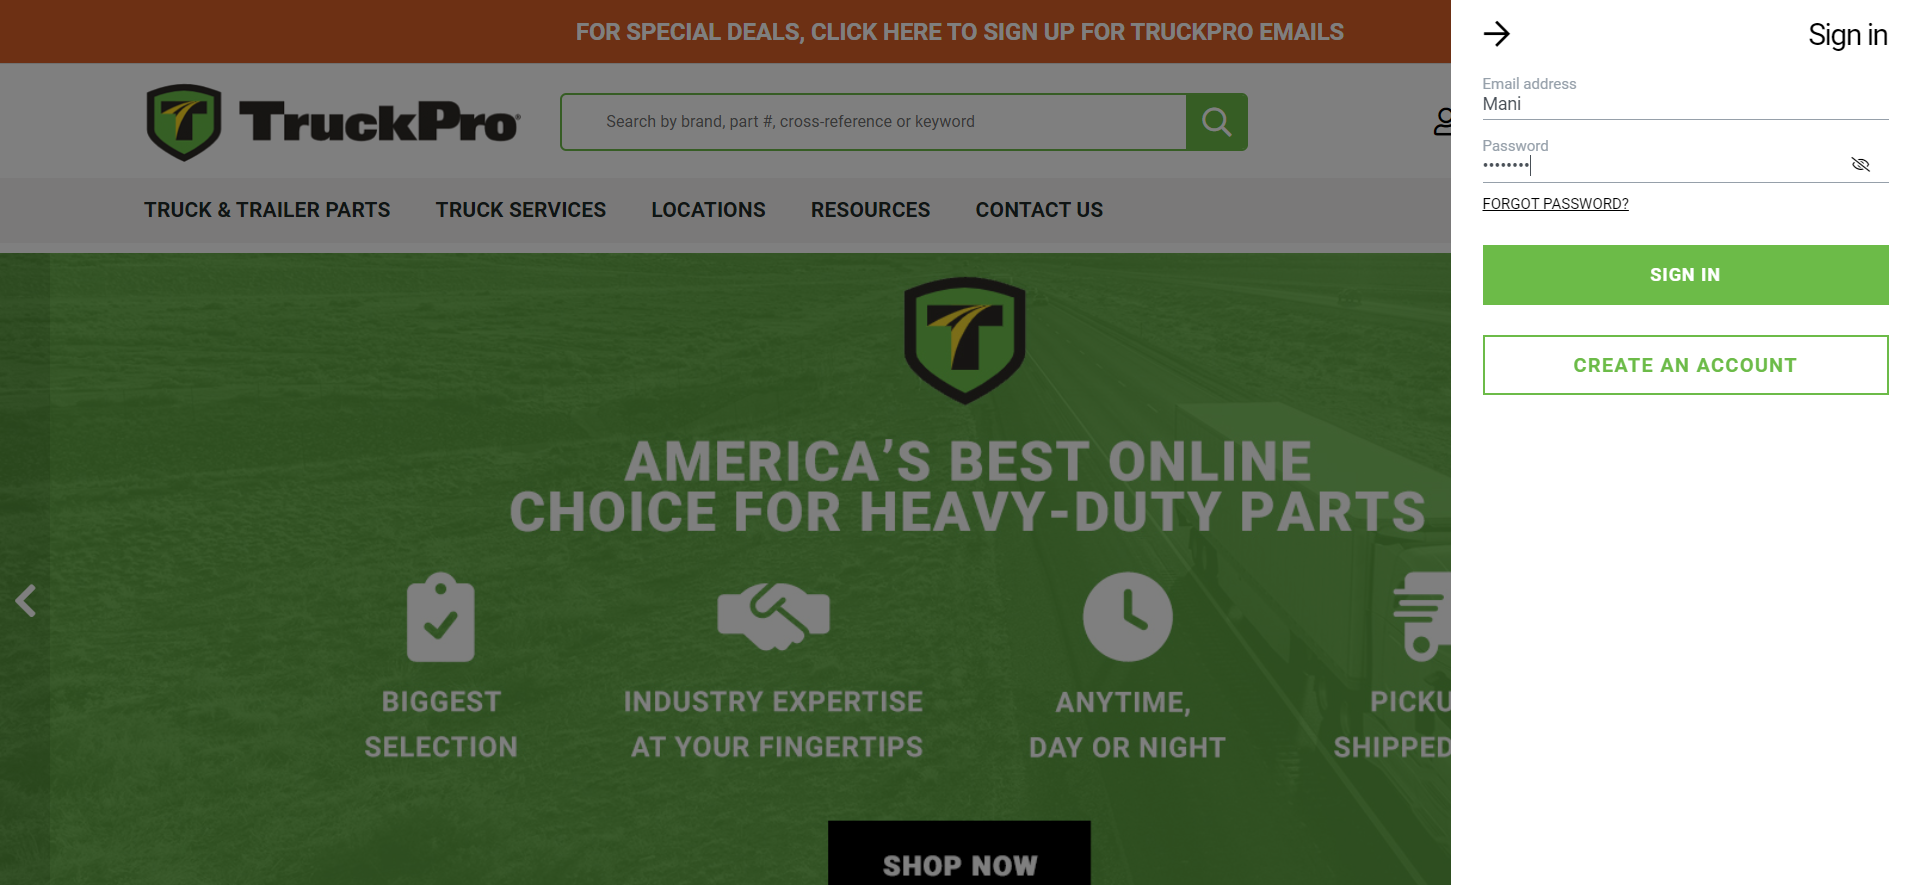 FOR SPECIAL DEALS, CLICK HERE TO SIGN UP FOR TRUCKPRO EMAILS
TruckPro®
Search by brand, part #, cross-reference or keyword
TRUCK & TRAILER PARTS
TRUCK SERVICES
LOCATIONS
RESOURCES
CONTACT US
AMERICA’S BEST ONLINE
CHOICE FOR HEAVY-DUTY PARTS
BIGGEST
SELECTION
INDUSTRY EXPERTISE
AT YOUR FINGERTIPS
ANYTIME,
DAY OR NIGHT
PICKU
SHIPPED
SHOP NOW
Sign in
Email address
Mani
Password
••••••••
FORGOT PASSWORD?
SIGN IN
CREATE AN ACCOUNT